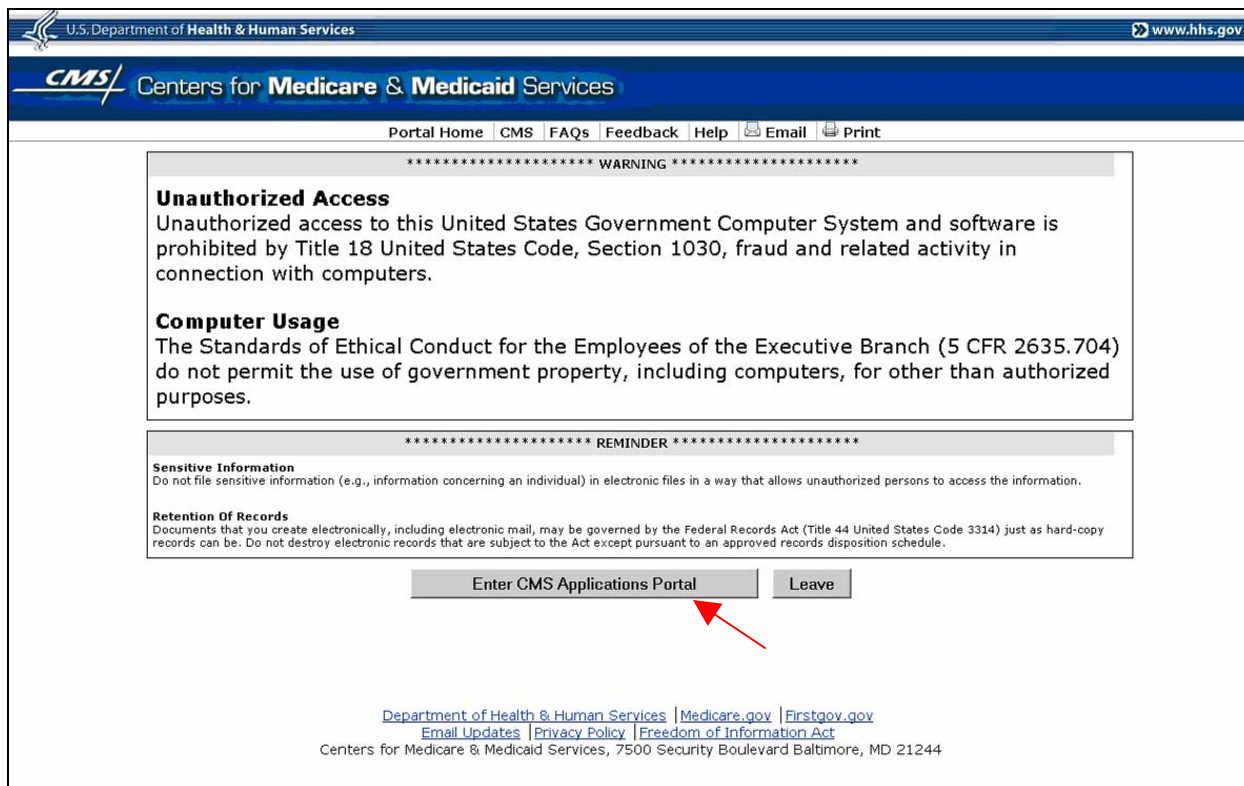 U.S. Department of Health & Human Services
www.hhs.gov
CMS/ Centers for Medicare & Medicaid Services
Portal Home CMS FAQs Feedback Help Email Print
********************* WARNING *********************
Unauthorized Access
Unauthorized access to this United States Government Computer System and software is
prohibited by Title 18 United States Code, Section 1030, fraud and related activity in
connection with computers.
Computer Usage
The Standards of Ethical Conduct for the Employees of the Executive Branch (5 CFR 2635.704)
do not permit the use of government property, including computers, for other than authorized
purposes.
********************* REMINDER *********************
Sensitive Information
Do not file sensitive information (e.g., information concerning an individual) in electronic files in a way that allows unauthorized persons to access the information.
Retention Of Records
Documents that you create electronically, including electronic mail, may be governed by the Federal Records Act (Title 44 United States Code 3314) just as hard-copy
records can be. Do not destroy electronic records that are subject to the Act except pursuant to an approved records disposition schedule.
Enter CMS Applications Portal Leave
Department of Health & Human Services |Medicare.gov |Firstgov.gov
Email Updates |Privacy Policy |Freedom of Information Act
Centers for Medicare & Medicaid Services, 7500 Security Boulevard Baltimore, MD 21244